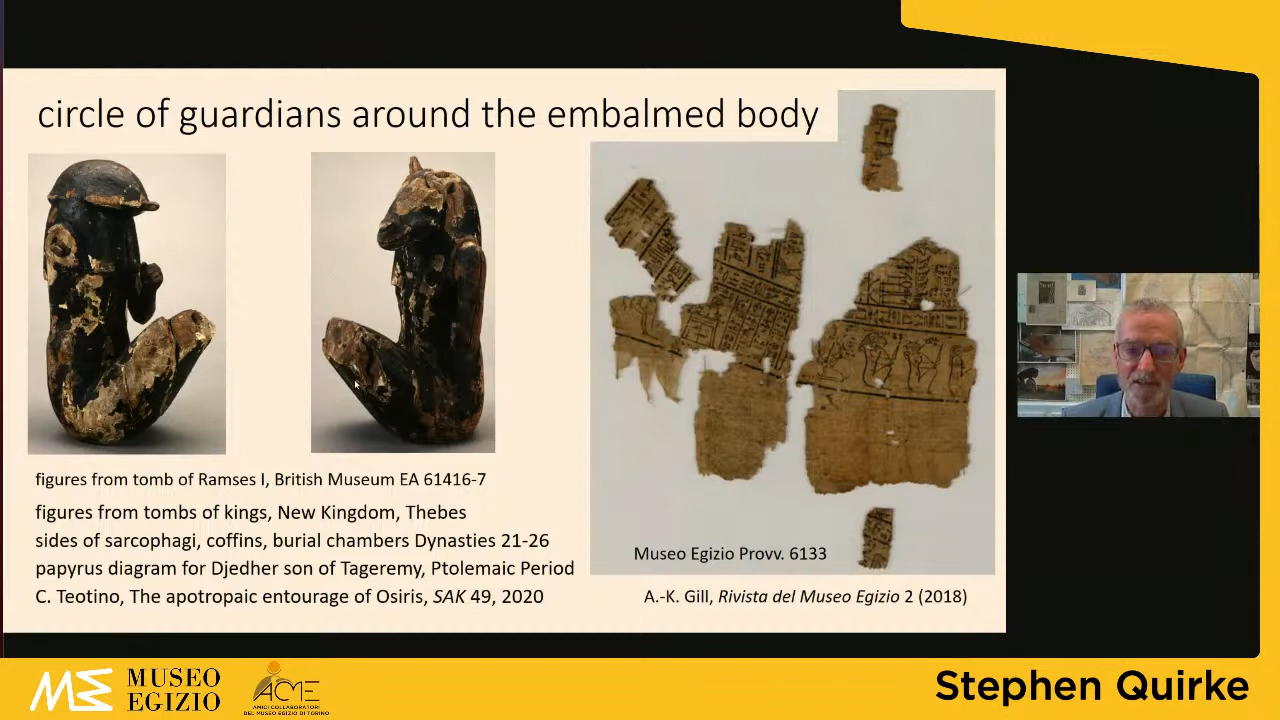 circle of guardians around the embalmed body
figures from tomb of Ramses I, British Museum EA 61416-7
figures from tombs of kings, New Kingdom, Thebes
sides of sarcophagi, coffins, burial chambers Dynasties 21-26
papyrus diagram for Djedher son of Tageremy, Ptolemaic Period
C. Teotino, The apotropaic entourage of Osiris, SAK 49, 2020
Museo Egizio Provv. 6133
A.-K. Gill, Rivista del Museo Egizio 2 (2018)
ME MUSEO
EGIZIO
ACME
AMICI COLLABORATORI
DEL MUSEO EGIZIO DI TORINO
Stephen Quirke